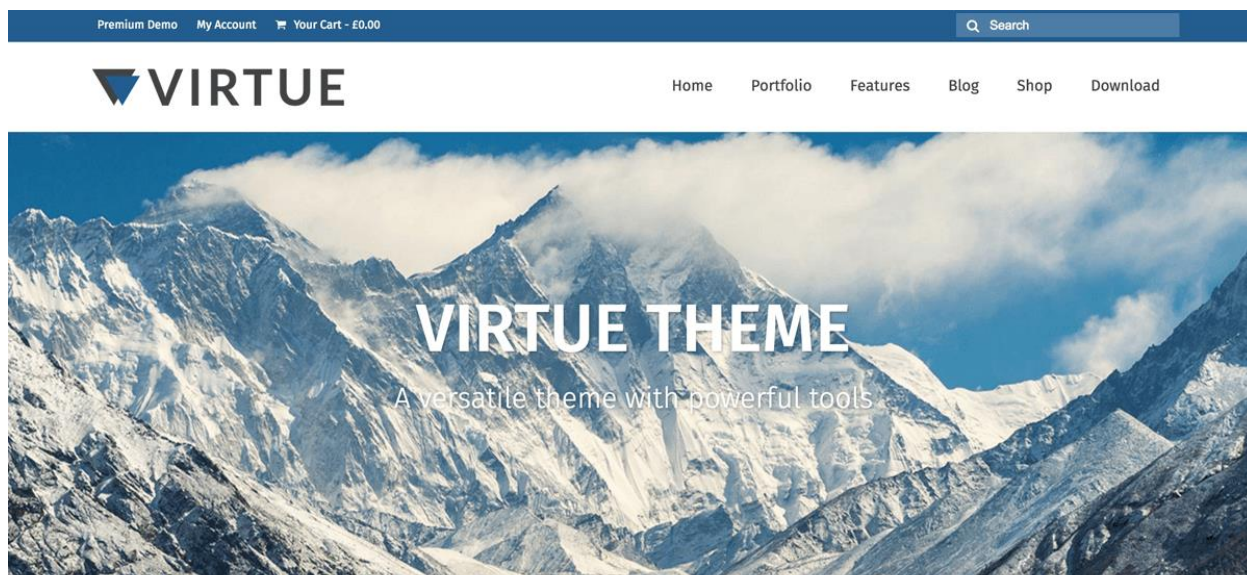 Premium Demo My Account Your Cart - £0.00 Search
VIRTUE Home Portfolio Features Blog Shop Download
VIRTUE THEME
A versatile theme with powerful tools